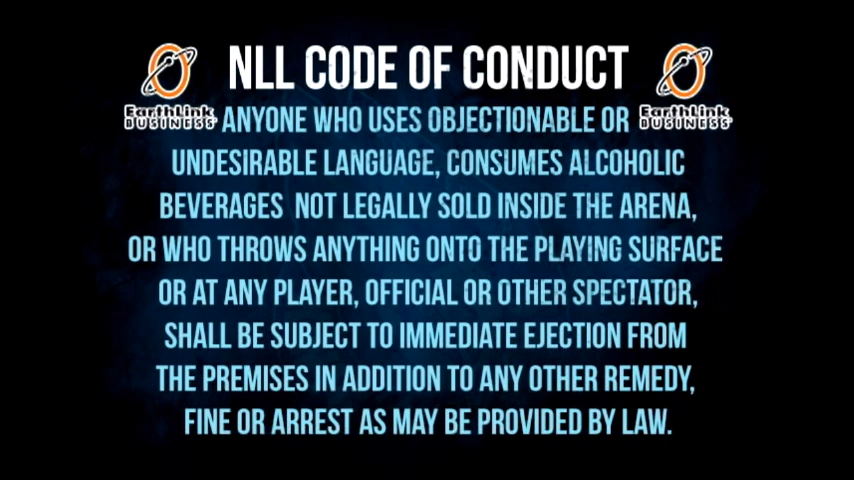 NLL CODE OF CONDUCT
EarthLink
BUSINESS
EarthLink
BUSINESS
ANYONE WHO USES OBJECTIONABLE OR
UNDESIRABLE LANGUAGE, CONSUMES ALCOHOLIC
BEVERAGES NOT LEGALLY SOLD INSIDE THE ARENA,
OR WHO THROWS ANYTHING ONTO THE PLAYING SURFACE
OR AT ANY PLAYER, OFFICIAL OR OTHER SPECTATOR,
SHALL BE SUBJECT TO IMMEDIATE EJECTION FROM
THE PREMISES IN ADDITION TO ANY OTHER REMEDY,
FINE OR ARREST AS MAY BE PROVIDED BY LAW.